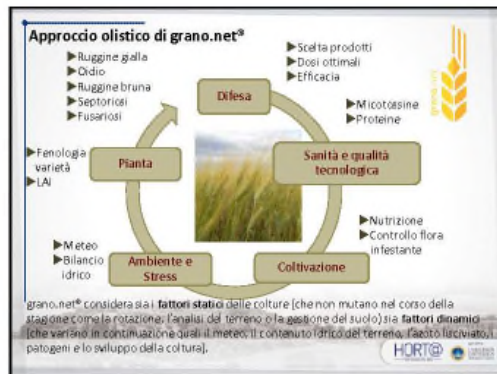 Approccio olistico di grano.net®
▶Ruggine gialla
▶Oidio
▶Ruggine bruna
▶Septoriosi
▶Fusariosi
▶Scelta prodotti
▶Dosi ottimali
▶Efficacia
grano.net
Difesa
▶Micotossine
▶Proteine
▶Fenologia
varietà
▶LAI
Pianta
Sanità e qualità
tecnologica
▶Nutrizione
▶Controllo flora
infestante
▶Meteo
▶Bilancio
idrico
Ambiente e
Stress
Coltivazione
grano.net® considera sia i fattori statici delle colture (che non mutano nel corso della
stagione come la rotazione, l'analisi del terreno o la gestione del suolo) sia fattori dinamici
(che variano in continuazione quali il meteo, il contenuto idrico del terreno, l'azoto lisciviato, i
patogeni e lo sviluppo della coltura).
HORT@